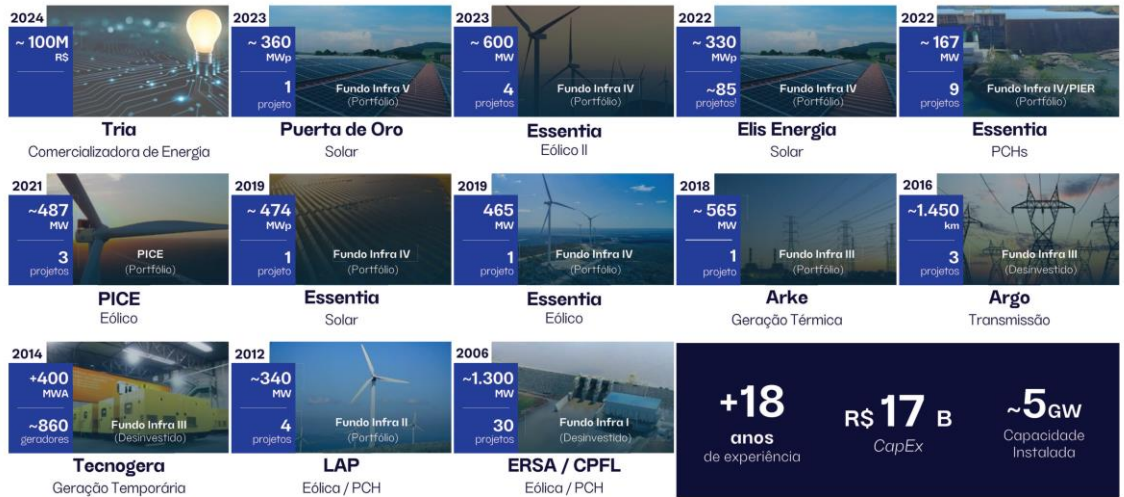 2024
~ 100M
R$
Tria
Comercializadora de Energia
2023
~ 360
MWp
1
projeto
Fundo Infra V
(Portfólio)
Puerta de Oro
Solar
2023
~ 600
MW
4
projetos
Fundo Infra IV
(Portfólio)
Essentia
Eólico II
2022
~ 330
MWp
~85
projetos¹
Fundo Infra IV
(Portfólio)
Elis Energia
Solar
2022
~ 167
MW
9
projetos
Fundo Infra IV/PIER
(Portfólio)
Essentia
PCHs
2021
~487
MW
3
projetos
PICE
(Portfólio)
PICE
Eólico
2019
~ 474
MWp
1
projeto
Fundo Infra IV
(Portfólio)
Essentia
Solar
2019
465
MW
1
projeto
Fundo Infra IV
(Portfólio)
Essentia
Eólico
2018
~ 565
MW
1
projeto
Fundo Infra III
(Portfólio)
Arke
Geração Térmica
2016
~1.450
km
3
projetos
Fundo Infra III
(Desinvestido)
Argo
Transmissão
2014
+400
MWA
~860
geradores
Fundo Infra III
(Desinvestido)
Tecnogera
Geração Temporária
2012
~340
MW
4
projetos
Fundo Infra II
(Portfólio)
LAP
Eólica / PCH
2006
~1.300
MW
30
projetos
Fundo Infra I
(Desinvestido)
ERSA / CPFL
Eólica / PCH
+18
anos
de experiência
R$ 17 B
CapEx
~5GW
Capacidade
Instalada